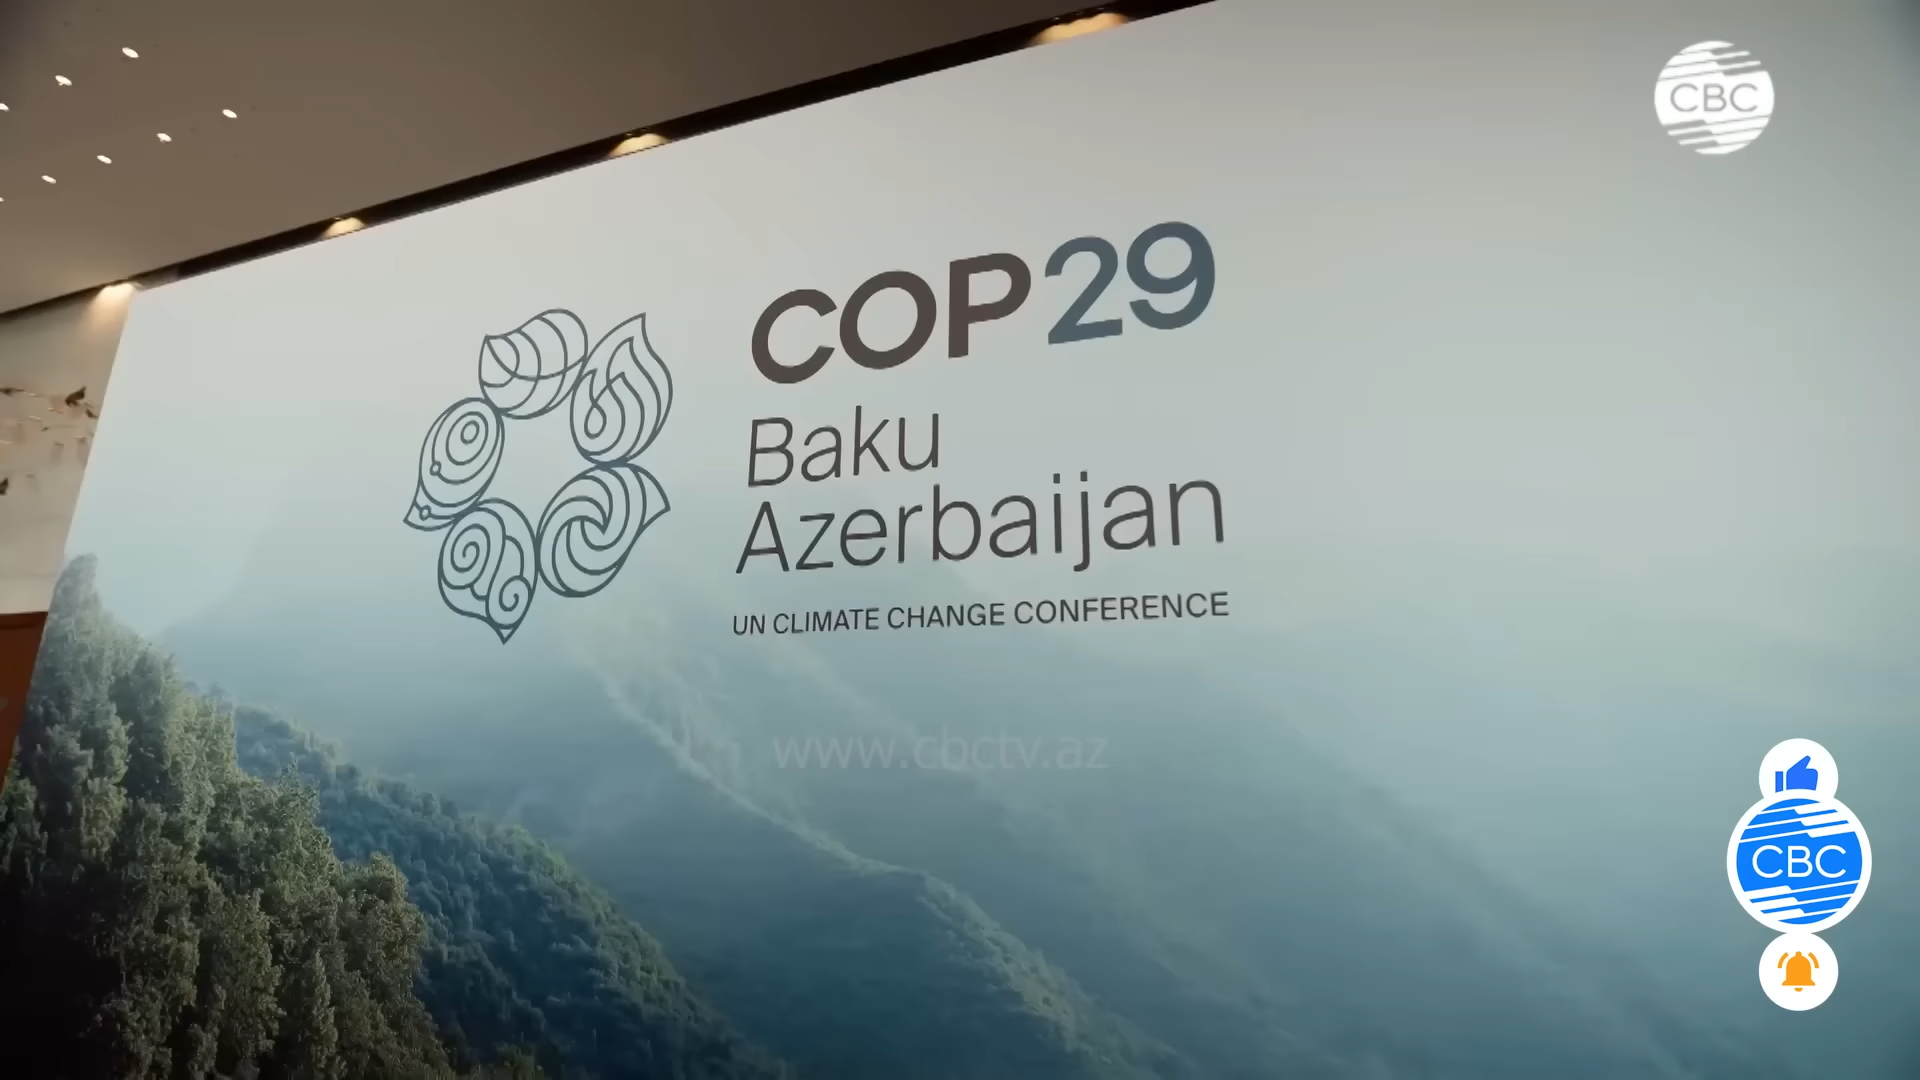 CBC
COP29
Baku
Azerbaijan
UN CLIMATE CHANGE CONFERENCE
www.cbctv.az
CBC